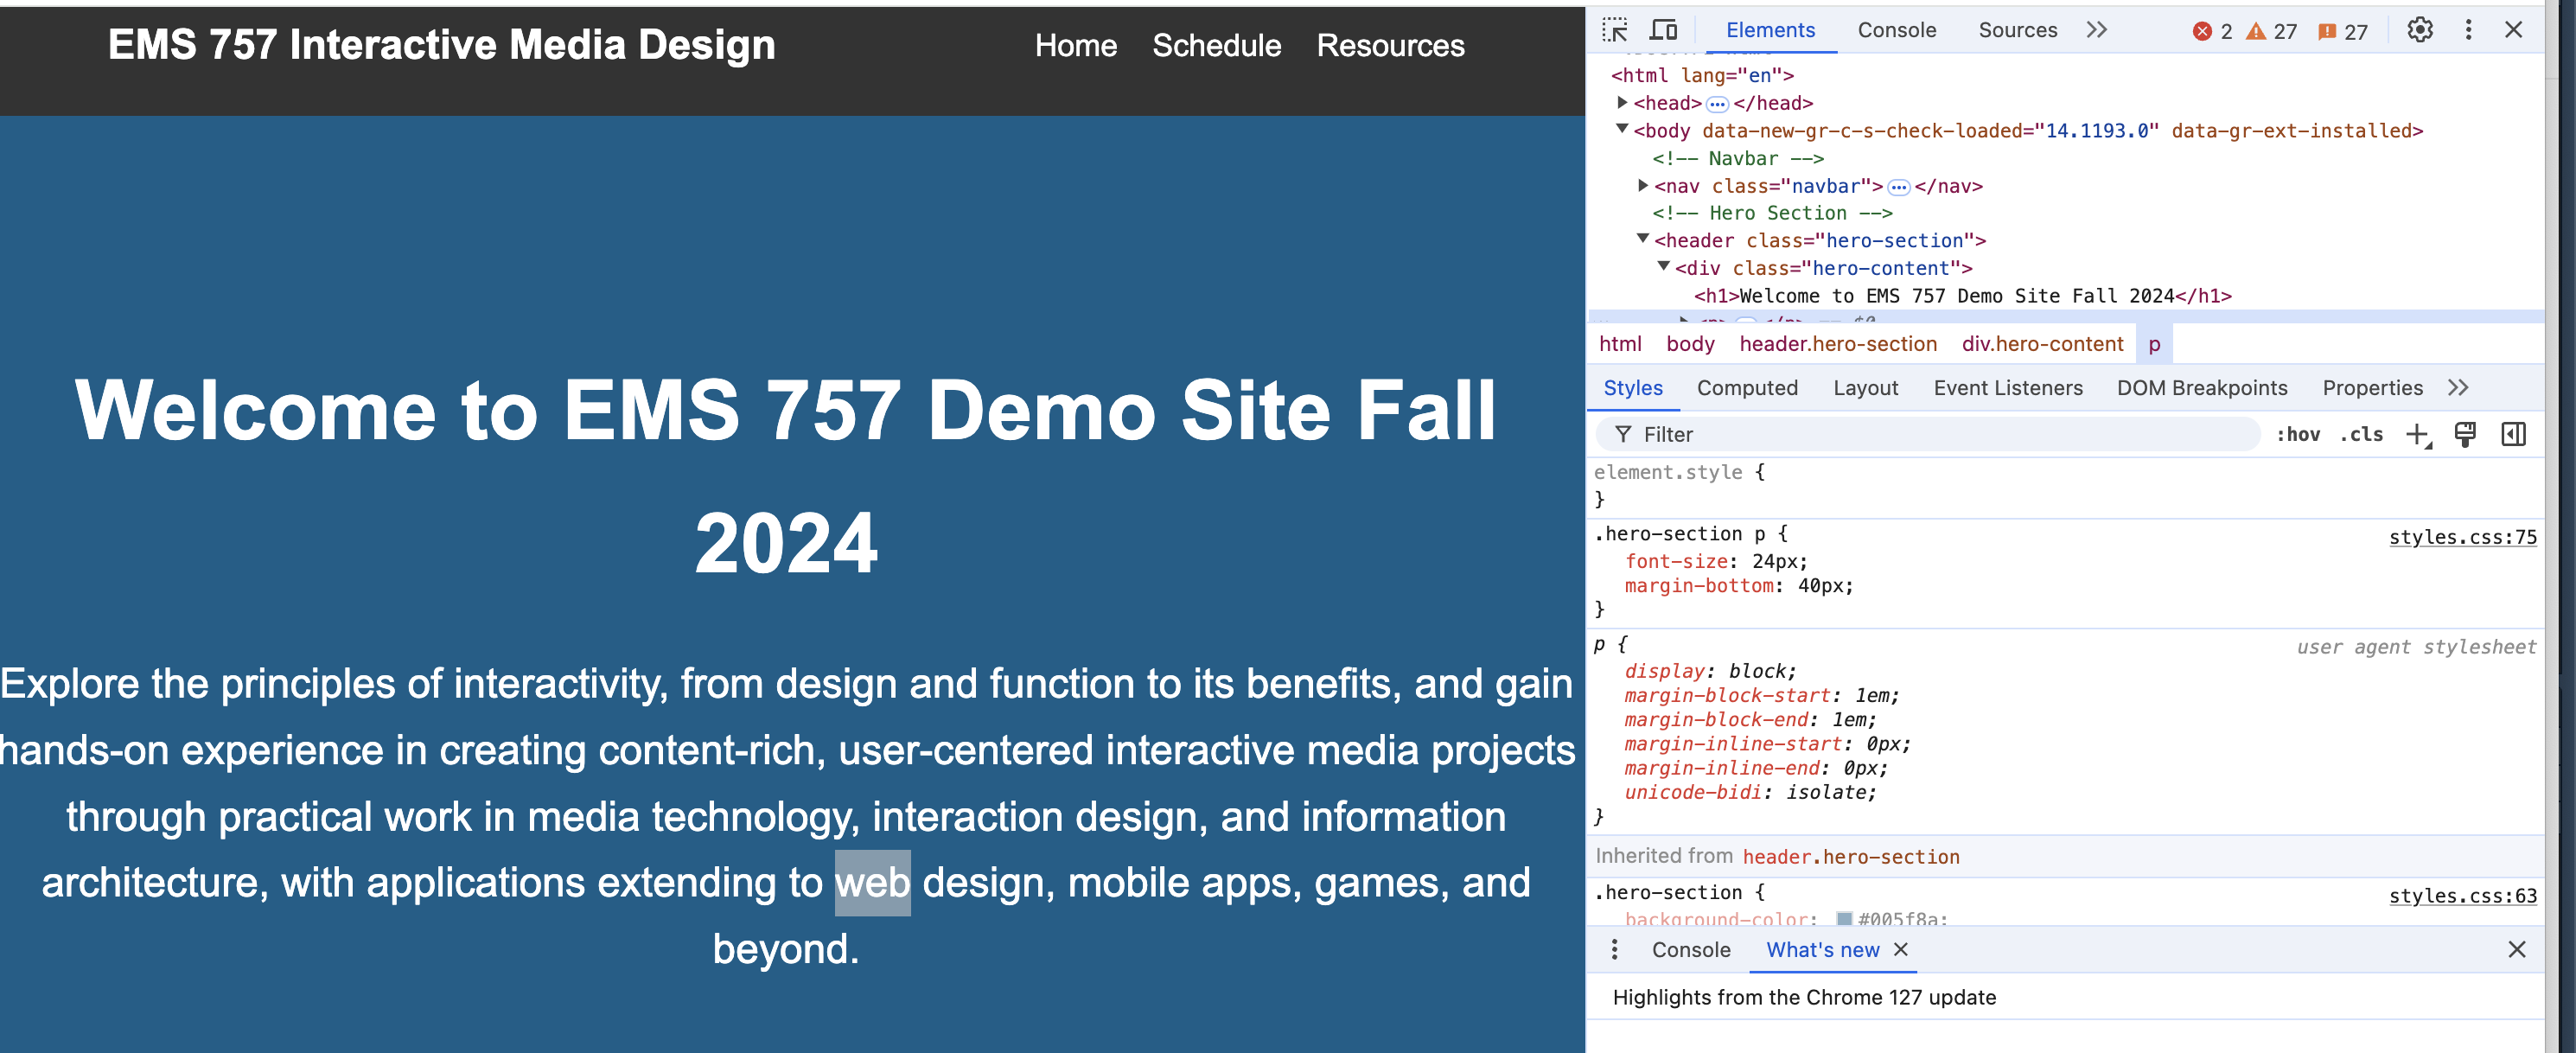 EMS 757 Interactive Media Design
Home Schedule Resources
Welcome to EMS 757 Demo Site Fall
2024
Explore the principles of interactivity, from design and function to its benefits, and gain
hands-on experience in creating content-rich, user-centered interactive media projects
through practical work in media technology, interaction design, and information
architecture, with applications extending to web design, mobile apps, games, and
beyond.
Elements Console Sources 2 27 27
<html lang="en">
<head> ••• </head>
<body data-new-gr-c-s-check-loaded="14.1193.0" data-gr-ext-installed>
<!-- Navbar -->
<nav class="navbar"> ••• </nav>
<!-- Hero Section -->
<header class="hero-section">
<div class="hero-content">
<h1>Welcome to EMS 757 Demo Site Fall 2024</h1>
html body header.hero-section div.hero-content p
Styles Computed Layout Event Listeners DOM Breakpoints Properties
Filter :hov .cls
element.style {
}
.hero-section p { styles.css:75
font-size: 24px;
margin-bottom: 40px;
}
p { user agent stylesheet
display: block;
margin-block-start: 1em;
margin-block-end: 1em;
margin-inline-start: 0px;
margin-inline-end: 0px;
unicode-bidi: isolate;
}
Inherited from header.hero-section
.hero-section { styles.css:63
background-color: #005f8a;
Console What's new
Highlights from the Chrome 127 update